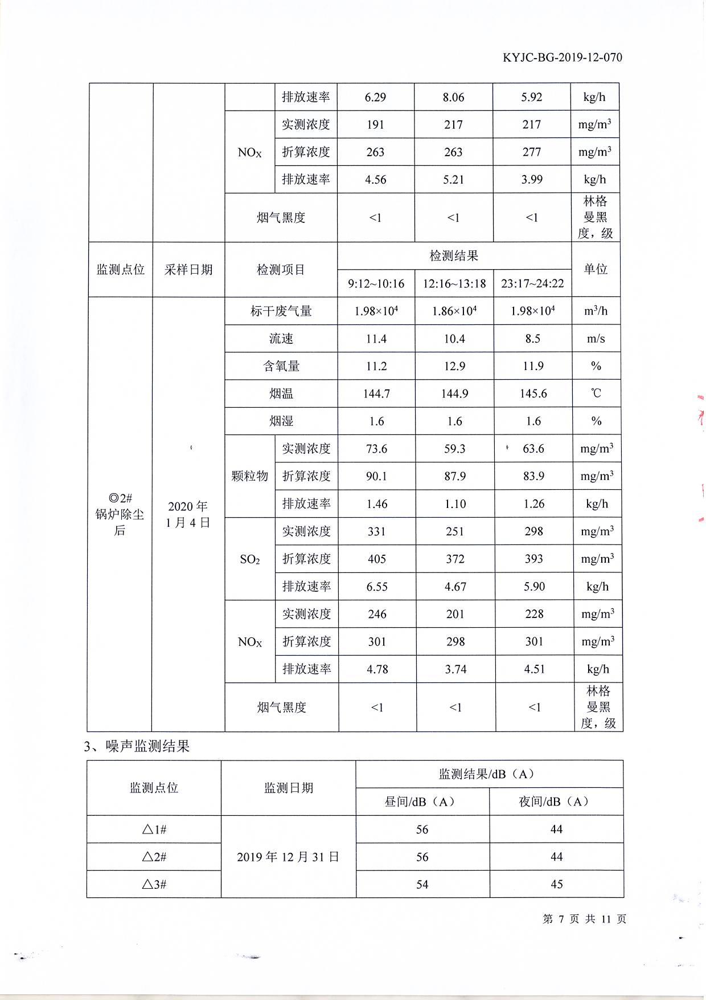 KYJC-BG-2019-12-070
排放速率 6.29 8.06 5.92 kg/h
NOX 实测浓度 191 217 217 mg/m³
折算浓度 263 263 277 mg/m³
排放速率 4.56 5.21 3.99 kg/h
烟气黑度 <1 <1 <1 林格
曼黑
度，级
监测点位 采样日期 检测项目 检测结果 单位
9:12~10:16 12:16~13:18 23:17~24:22
◎2#
锅炉除尘
后
2020 年
1 月 4 日
标干废气量 1.98×10⁴ 1.86×10⁴ 1.98×10⁴ m³/h
流速 11.4 10.4 8.5 m/s
含氧量 11.2 12.9 11.9 %
烟温 144.7 144.9 145.6 ℃
烟湿 1.6 1.6 1.6 %
颗粒物 实测浓度 73.6 59.3 63.6 mg/m³
折算浓度 90.1 87.9 83.9 mg/m³
排放速率 1.46 1.10 1.26 kg/h
SO₂ 实测浓度 331 251 298 mg/m³
折算浓度 405 372 393 mg/m³
排放速率 6.55 4.67 5.90 kg/h
NOX 实测浓度 246 201 228 mg/m³
折算浓度 301 298 301 mg/m³
排放速率 4.78 3.74 4.51 kg/h
烟气黑度 <1 <1 <1 林格
曼黑
度，级
3、噪声监测结果
监测点位 监测日期 监测结果/dB（A）
昼间/dB（A） 夜间/dB（A）
△1# 56 44
△2# 2019 年 12 月 31 日 56 44
△3# 54 45
第 7 页 共 11 页